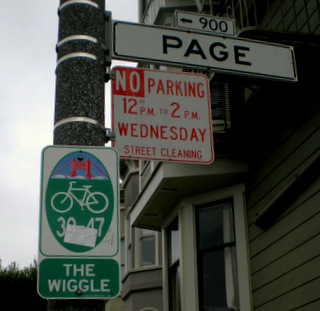 ← 900
PAGE
NO PARKING
12 P.M. TO 2 P.M.
WEDNESDAY
STREET CLEANING
30 47
THE
WIGGLE